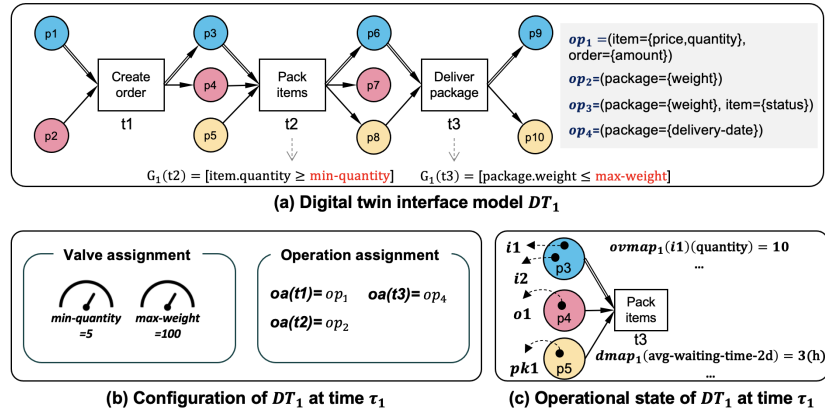 p1
p3
p6
p9
Create
order
t1
p4
Pack
items
t2
p7
Deliver
package
t3
p2
p5
p8
p10
op₁ =(item={price,quantity},
order={amount})
op₂=(package={weight})
op₃=(package={weight}, item={status})
op₄=(package={delivery-date})
G₁(t2) = [item.quantity ≥ min-quantity]
G₁(t3) = [package.weight ≤ max-weight]
(a) Digital twin interface model DT₁
Valve assignment
min-quantity
=5
max-weight
=100
Operation assignment
oa(t1)= op₁
oa(t3)= op₄
oa(t2)= op₂
(b) Configuration of DT₁ at time τ₁
i1
i2
p3
ovmap₁(i1)(quantity) = 10
...
o1
p4
Pack
items
t3
pk1
p5
dmap₁(avg-waiting-time-2d) = 3(h)
...
(c) Operational state of DT₁ at time τ₁